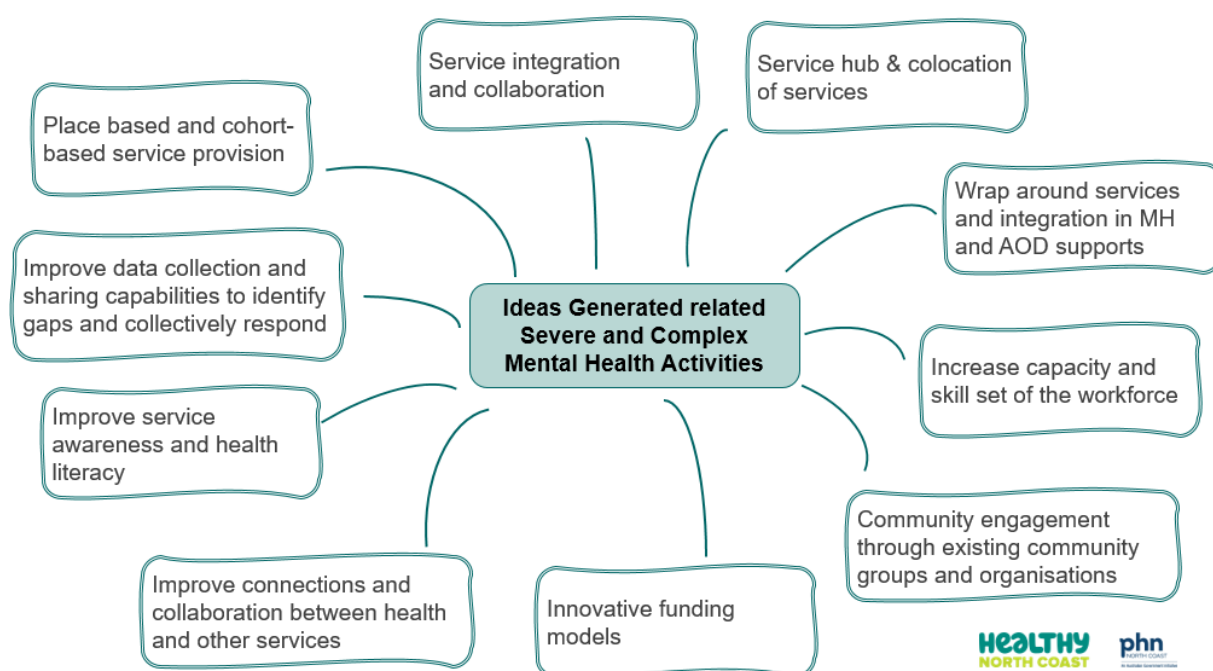 Service integration
and collaboration
Service hub & colocation
of services
Place based and cohort-
based service provision
Wrap around services
and integration in MH
and AOD supports
Improve data collection and
sharing capabilities to identify
gaps and collectively respond
Ideas Generated related
Severe and Complex
Mental Health Activities
Increase capacity and
skill set of the workforce
Improve service
awareness and health
literacy
Community engagement
through existing community
groups and organisations
Improve connections and
collaboration between health
and other services
Innovative funding
models
HEALTHY
NORTH COAST
phn
NORTH COAST
An Australian Government Initiative